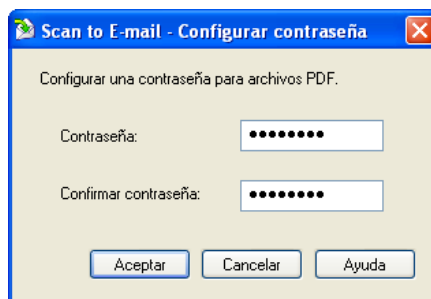 Scan to E-mail - Configurar contraseña
Configurar una contraseña para archivos PDF.
Contraseña: ●●●●●●●●
Confirmar contraseña: ●●●●●●●●
Aceptar Cancelar Ayuda